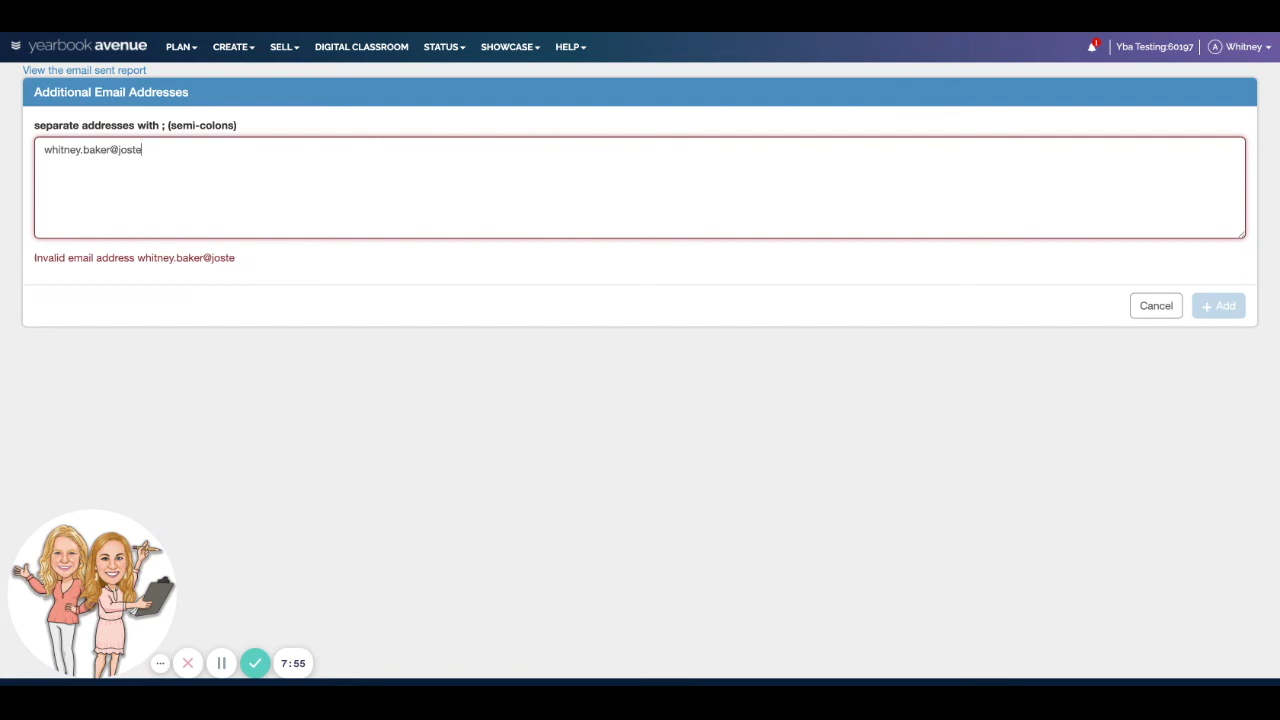 yearbook avenue PLAN CREATE SELL DIGITAL CLASSROOM STATUS SHOWCASE HELP 1 Yba Testing:60197 A Whitney
View the email sent report
Additional Email Addresses
separate addresses with ; (semi-colons)
whitney.baker@joste
Invalid email address whitney.baker@joste
Cancel + Add
7:55